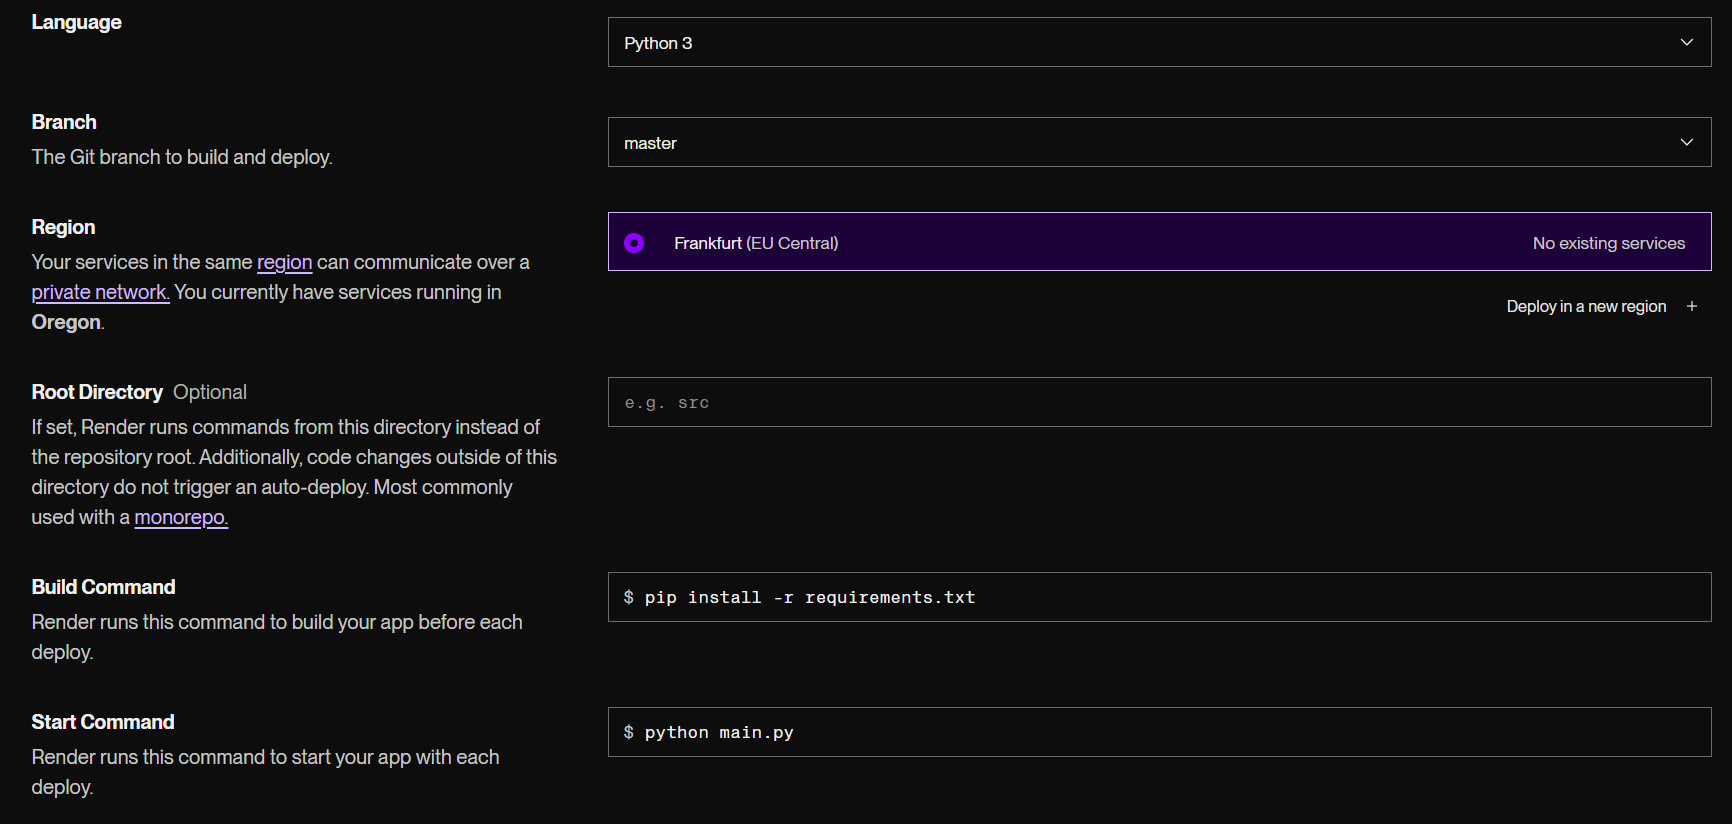 Language
Python 3
Branch
The Git branch to build and deploy.
master
Region
Your services in the same region can communicate over a
private network. You currently have services running in
Oregon.
Frankfurt (EU Central)
No existing services
Deploy in a new region +
Root Directory Optional
If set, Render runs commands from this directory instead of
the repository root. Additionally, code changes outside of this
directory do not trigger an auto-deploy. Most commonly
used with a monorepo.
e.g. src
Build Command
Render runs this command to build your app before each
deploy.
$ pip install -r requirements.txt
Start Command
Render runs this command to start your app with each
deploy.
$ python main.py